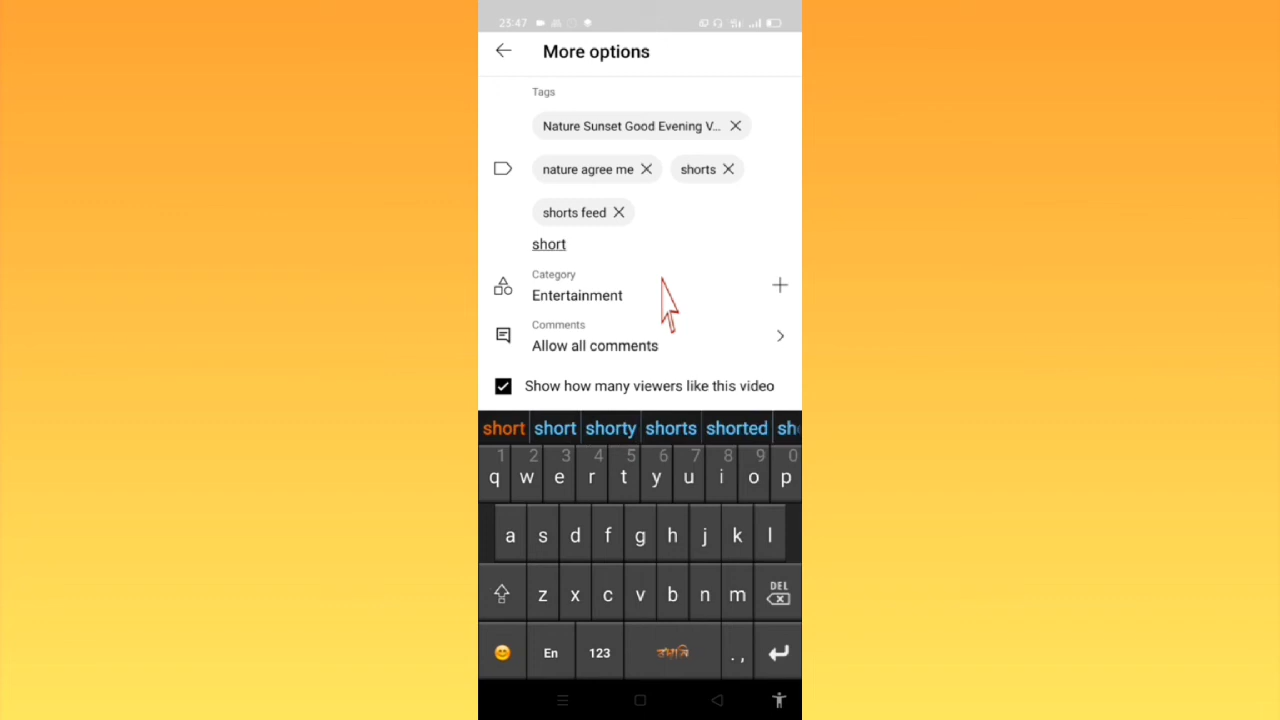 23:47
More options
Tags
Nature Sunset Good Evening V...
nature agree me
shorts
shorts feed
short
Category
Entertainment
Comments
Allow all comments
Show how many viewers like this video
short short shorty shorts shorted sh
1 2 3 4 5 6 7 8 9 0
q w e r t y u i o p
a s d f g h j k l
z x c v b n m DEL
En 123 . ,